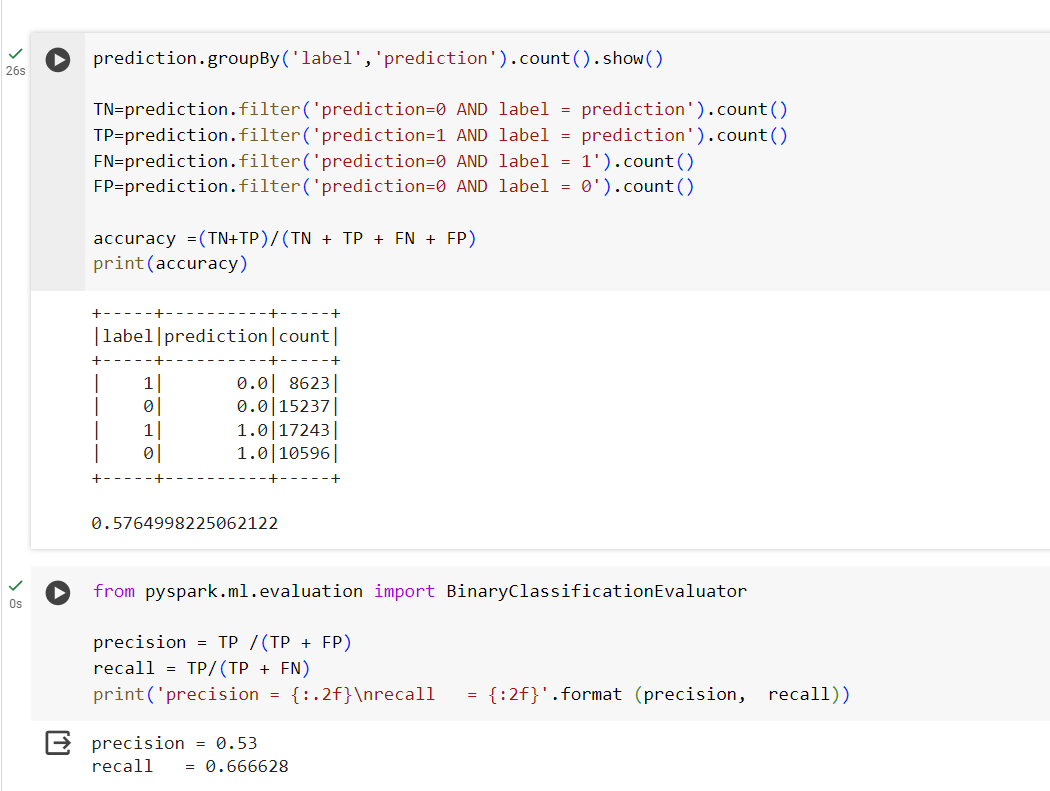 26s
prediction.groupBy('label','prediction').count().show()
TN=prediction.filter('prediction=0 AND label = prediction').count()
TP=prediction.filter('prediction=1 AND label = prediction').count()
FN=prediction.filter('prediction=0 AND label = 1').count()
FP=prediction.filter('prediction=0 AND label = 0').count()
accuracy =(TN+TP)/(TN + TP + FN + FP)
print(accuracy)
+-----+----------+-----+
|label|prediction|count|
+-----+----------+-----+
|    1|       0.0| 8623|
|    0|       0.0|15237|
|    1|       1.0|17243|
|    0|       1.0|10596|
+-----+----------+-----+
0.5764998225062122
0s
from pyspark.ml.evaluation import BinaryClassificationEvaluator
precision = TP /(TP + FP)
recall = TP/(TP + FN)
print('precision = {:.2f}\nrecall   = {:2f}'.format (precision,  recall))
precision = 0.53
recall   = 0.666628